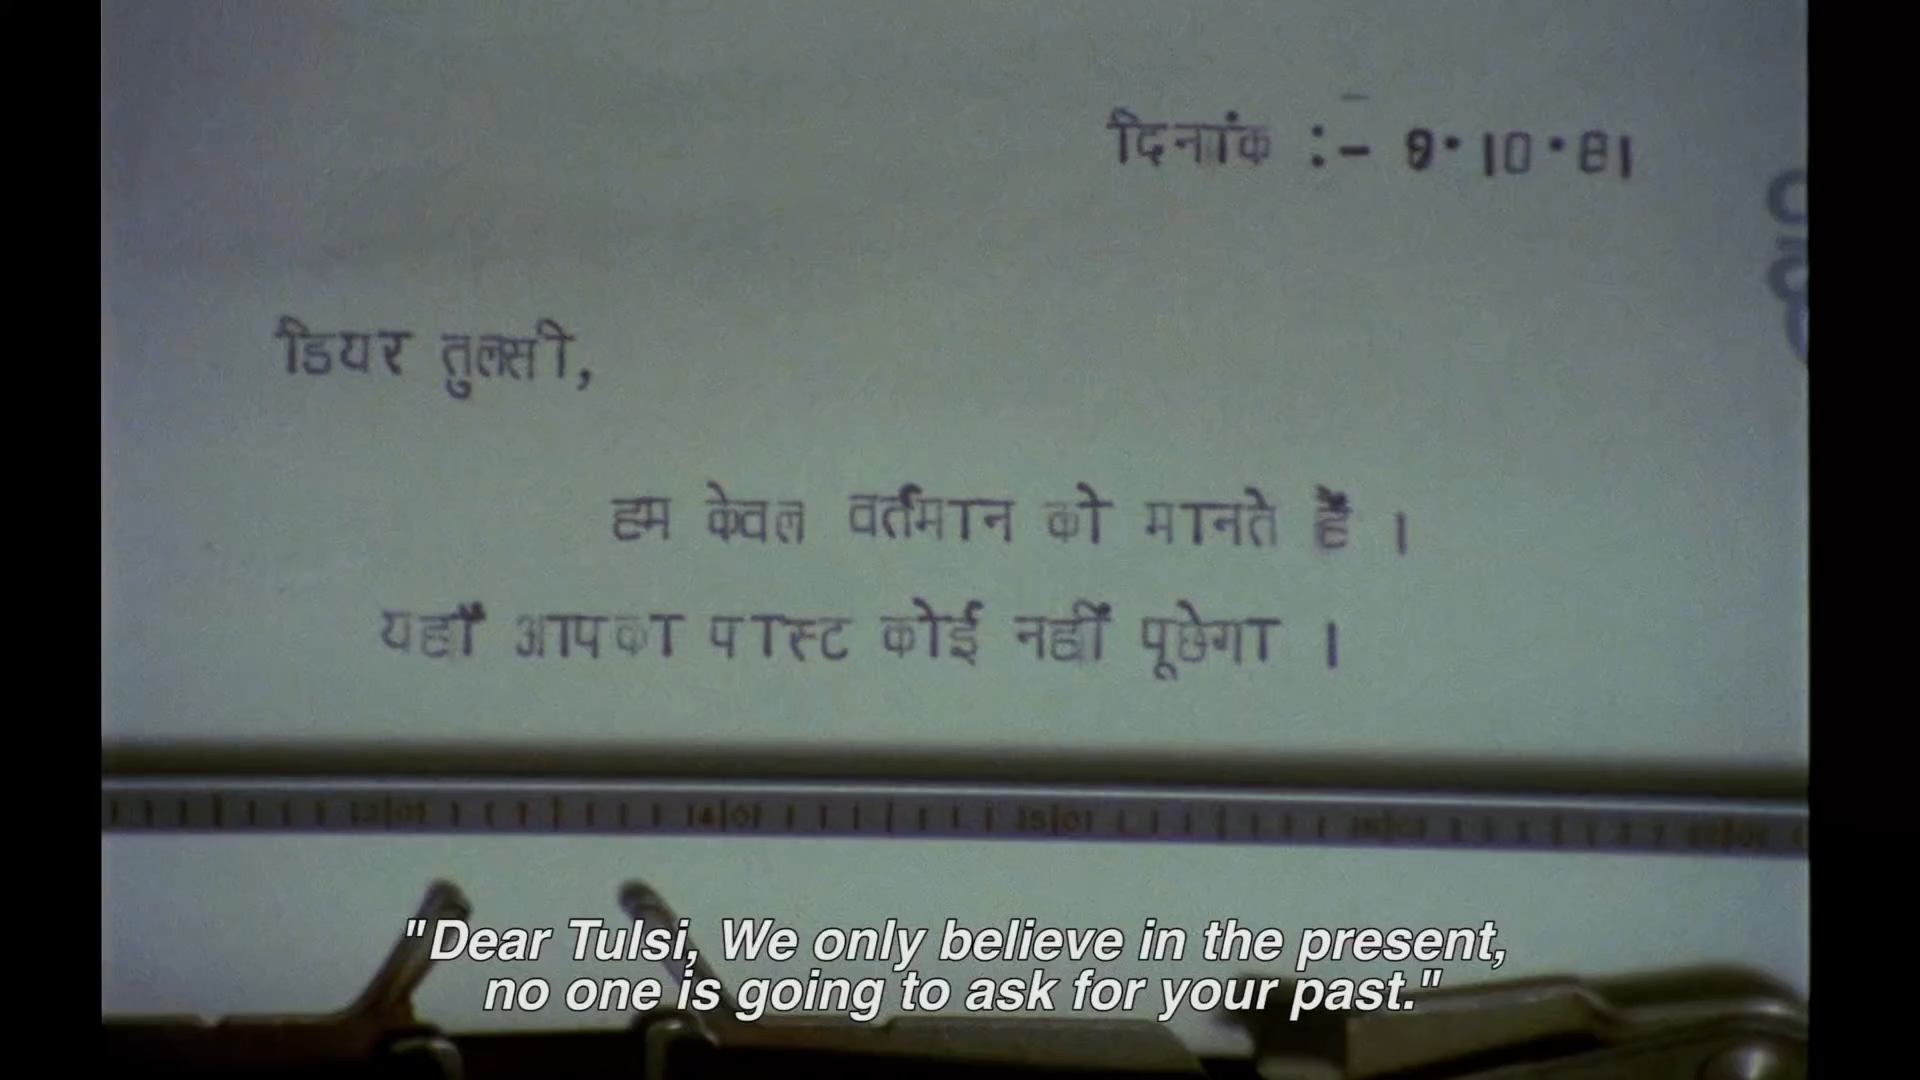 दिनांक :- 9·10·81
डियर तुलसी,
हम केवल वर्तमान को मानते है ।
यहाँ आपका पास्ट कोई नहीं पूछेगा ।
"Dear Tulsi, We only believe in the present,
no one is going to ask for your past."